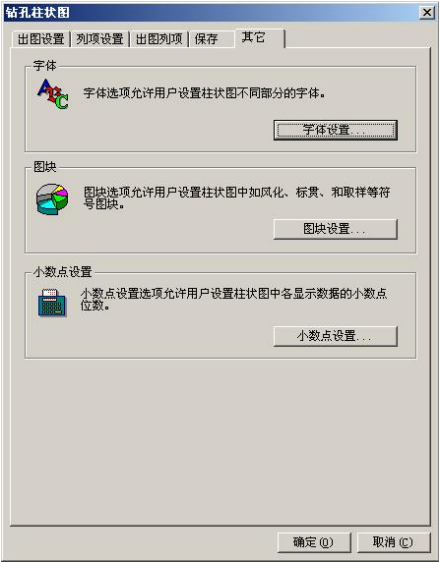 钻孔柱状图
出图设置 列项设置 出图列项 保存 其它
字体
ABC
字体选项允许用户设置柱状图不同部分的字体。
字体设置...
图块
图块选项允许用户设置柱状图中如风化、标贯、和取样等符
号图块。
图块设置...
小数点设置
小数点设置选项允许用户设置柱状图中各显示数据的小数点
位数。
小数点设置...
确定(O) 取消(C)